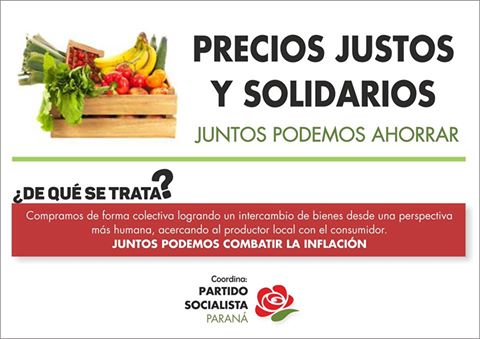 PRECIOS JUSTOS
Y SOLIDARIOS
JUNTOS PODEMOS AHORRAR
¿DE QUÉ SE TRATA?
Compramos de forma colectiva logrando un intercambio de bienes desde una perspectiva
más humana, acercando al productor local con el consumidor.
JUNTOS PODEMOS COMBATIR LA INFLACIÓN
Coordina:
PARTIDO
SOCIALISTA
PARANÁ